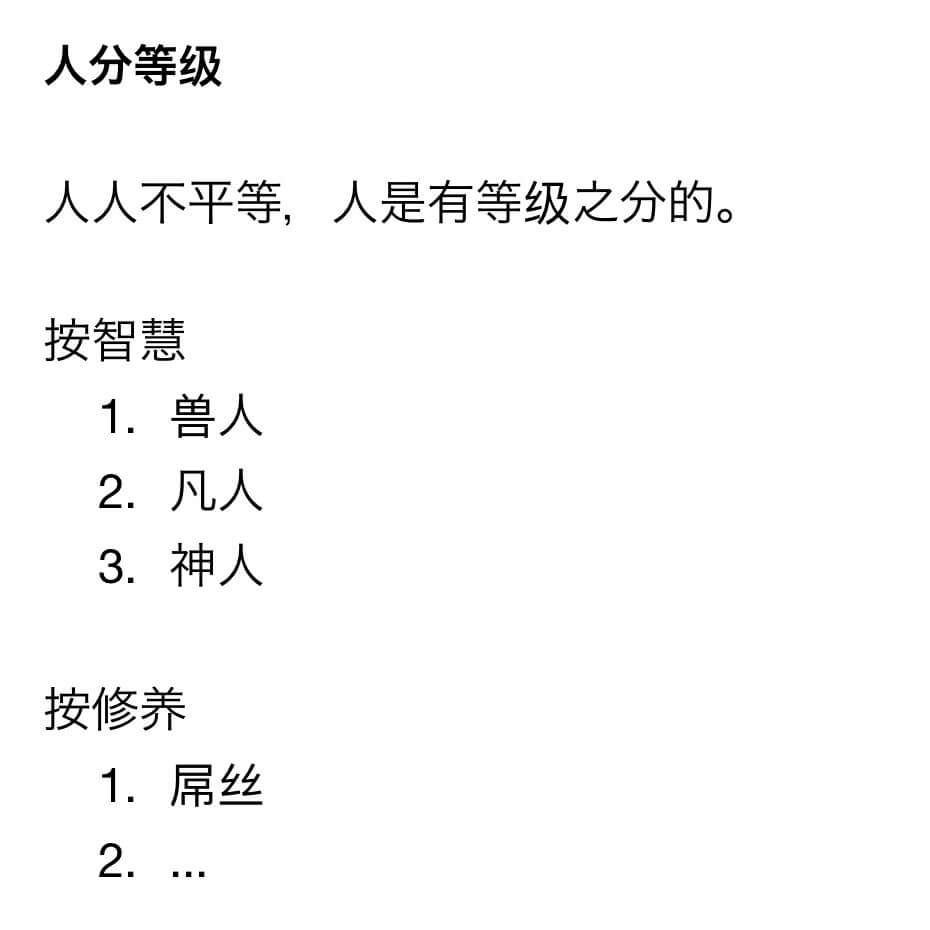 人分等级
人人不平等，人是有等级之分的。
按智慧
1. 兽人
2. 凡人
3. 神人
按修养
1. 屌丝
2. ...